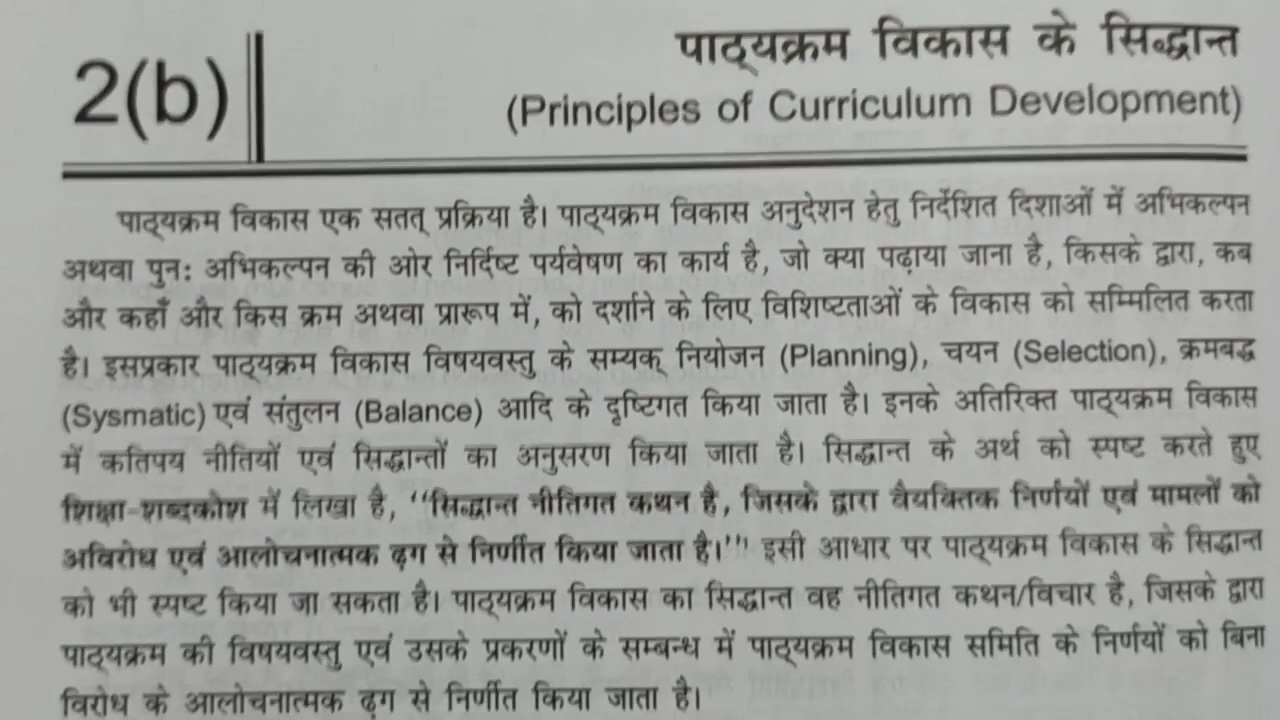 2(b)
पाठ्यक्रम विकास के सिद्धान्त
(Principles of Curriculum Development)
पाठ्यक्रम विकास एक सतत् प्रक्रिया है। पाठ्यक्रम विकास अनुदेशन हेतु निर्देशित दिशाओं में अभिकल्पन
अथवा पुनः अभिकल्पन की ओर निर्दिष्ट पर्यवेषण का कार्य है, जो क्या पढ़ाया जाना है, किसके द्वारा, कब
और कहाँ और किस क्रम अथवा प्रारूप में, को दर्शाने के लिए विशिष्टताओं के विकास को सम्मिलित करता
है। इसप्रकार पाठ्यक्रम विकास विषयवस्तु के सम्यक् नियोजन (Planning), चयन (Selection), क्रमबद्ध
(Sysmatic) एवं संतुलन (Balance) आदि के दृष्टिगत किया जाता है। इनके अतिरिक्त पाठ्यक्रम विकास
में कतिपय नीतियों एवं सिद्धान्तों का अनुसरण किया जाता है। सिद्धान्त के अर्थ को स्पष्ट करते हुए
शिक्षा-शब्दकोश में लिखा है, ‘‘सिद्धान्त नीतिगत कथन है, जिसके द्वारा वैयक्तिक निर्णयों एवं मामलों को
अविरोध एवं आलोचनात्मक ढ़ग से निर्णीत किया जाता है।’’’ इसी आधार पर पाठ्यक्रम विकास के सिद्धान्त
को भी स्पष्ट किया जा सकता है। पाठ्यक्रम विकास का सिद्धान्त वह नीतिगत कथन/विचार है, जिसके द्वारा
पाठ्यक्रम की विषयवस्तु एवं उसके प्रकरणों के सम्बन्ध में पाठ्यक्रम विकास समिति के निर्णयों को बिना
विरोध के आलोचनात्मक ढ़ग से निर्णीत किया जाता है।